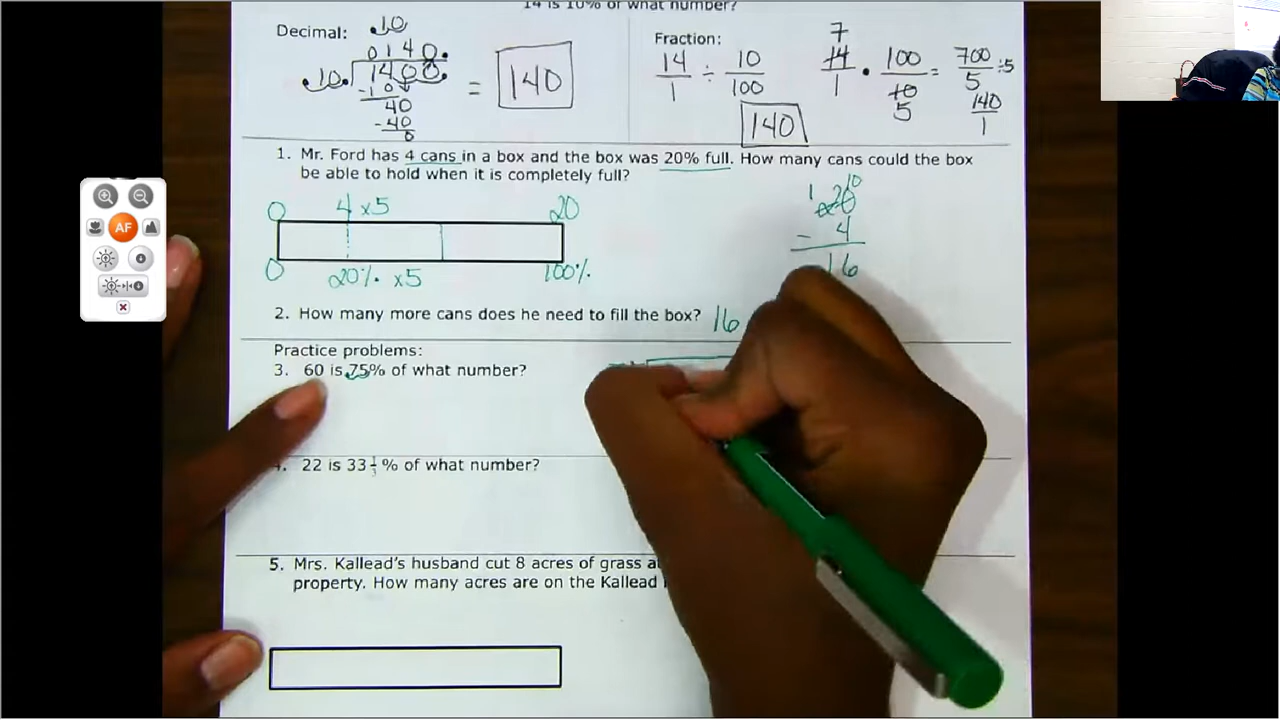 14 is 10% of what number?
Decimal: .10
0140.
.10. 1400. = 140
-10
40
-40
0
Fraction:
14/1 ÷ 10/100
7
14/1 • 100/10 = 700/5 ÷5
5
140/1
140
1. Mr. Ford has 4 cans in a box and the box was 20% full. How many cans could the box
be able to hold when it is completely full?
0 4 x5 20
0 20% x5 100%
1 10
20
- 4
16
2. How many more cans does he need to fill the box? 16
Practice problems:
3. 60 is .75% of what number?
22 is 33 1/3 % of what number?
5. Mrs. Kallead's husband cut 8 acres of grass
property. How many acres are on the Kallead
AF